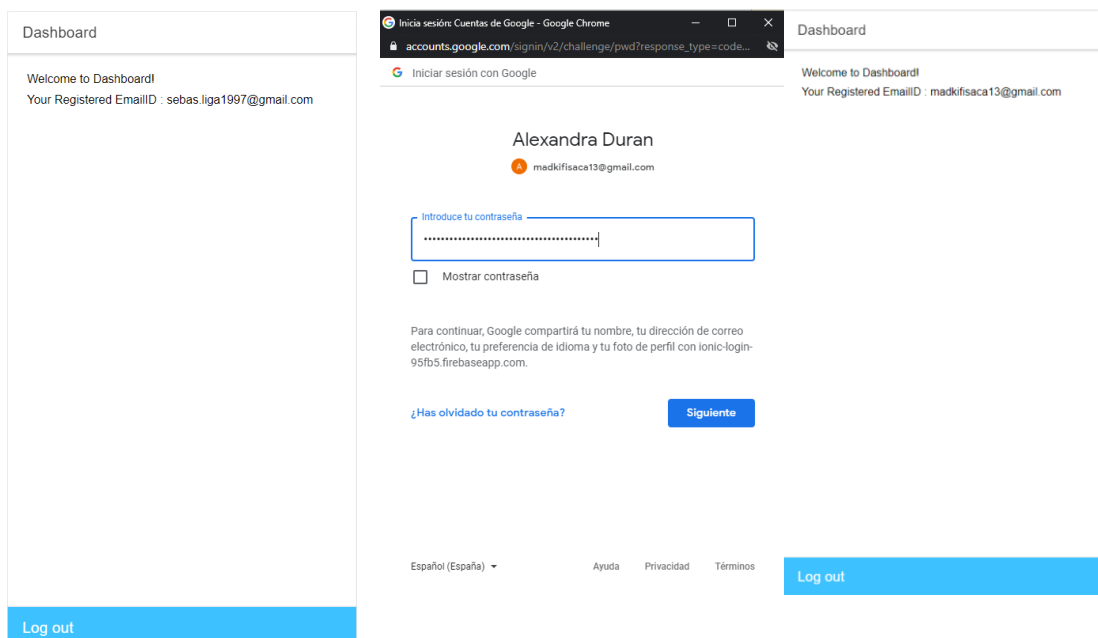 Dashboard
Welcome to Dashboard!
Your Registered EmailID : sebas.liga1997@gmail.com
Log out
Inicia sesión: Cuentas de Google - Google Chrome
accounts.google.com/signin/v2/challenge/pwd?response_type=code...
Iniciar sesión con Google
Alexandra Duran
A madkifisaca13@gmail.com
Introduce tu contraseña
Mostrar contraseña
Para continuar, Google compartirá tu nombre, tu dirección de correo
electrónico, tu preferencia de idioma y tu foto de perfil con ionic-login-
95fb5.firebaseapp.com.
¿Has olvidado tu contraseña?
Siguiente
Español (España)
Ayuda
Privacidad
Términos
Dashboard
Welcome to Dashboard!
Your Registered EmailID : madkifisaca13@gmail.com
Log out